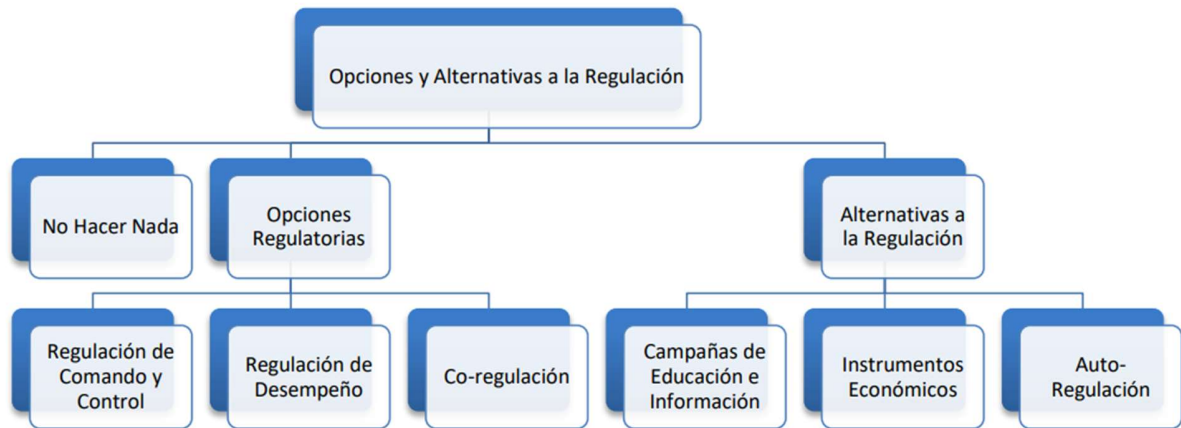 Opciones y Alternativas a la Regulación
No Hacer Nada
Opciones
Regulatorias
Alternativas a
la Regulación
Regulación de
Comando y
Control
Regulación de
Desempeño
Co-regulación
Campañas de
Educación e
Información
Instrumentos
Económicos
Auto-
Regulación